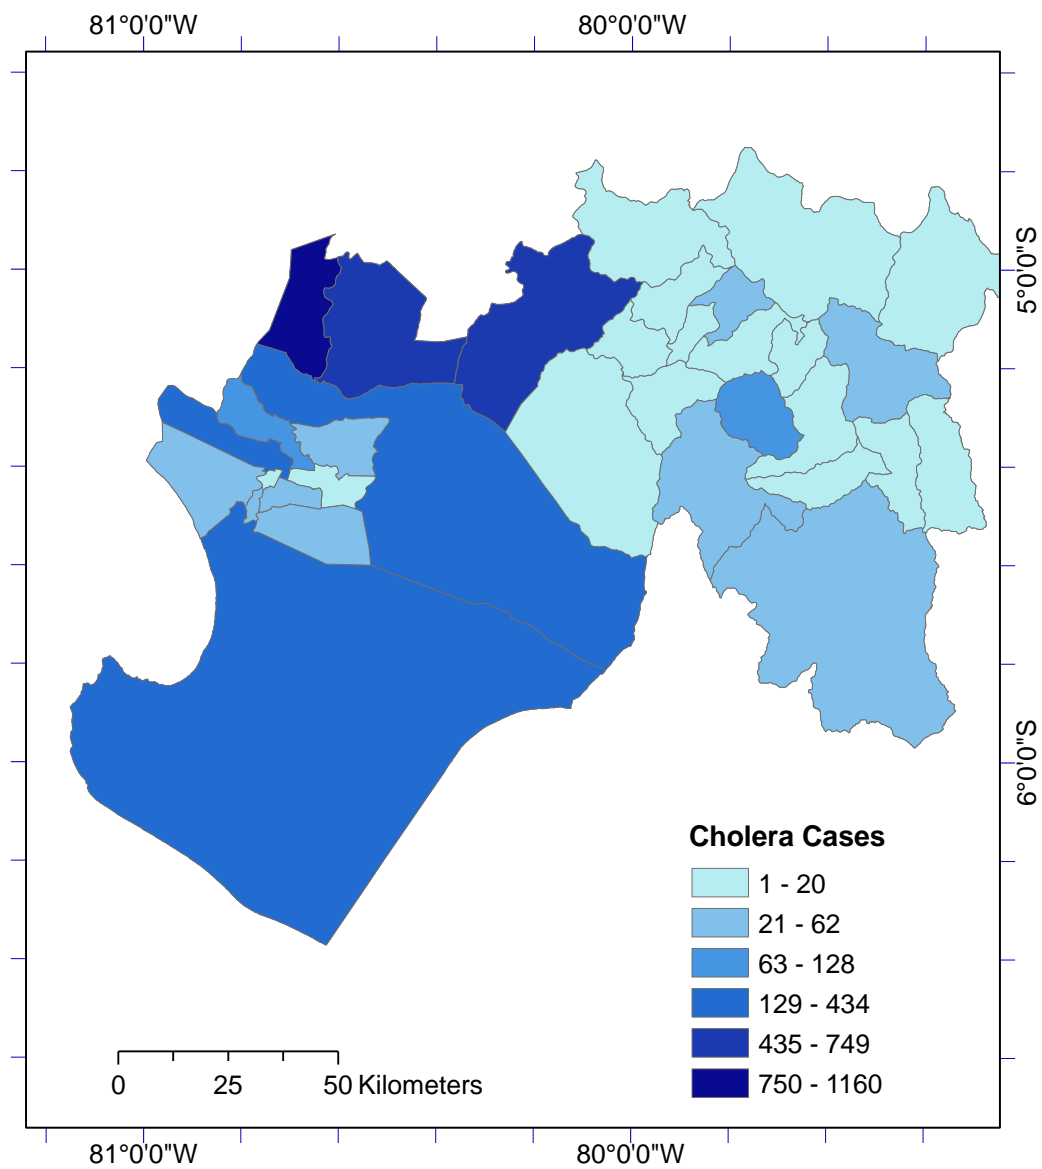 81°0'0"W 80°0'0"W
5°0'0"S
6°0'0"S
Cholera Cases
1 - 20
21 - 62
63 - 128
129 - 434
435 - 749
750 - 1160
0 25 50 Kilometers
81°0'0"W 80°0'0"W